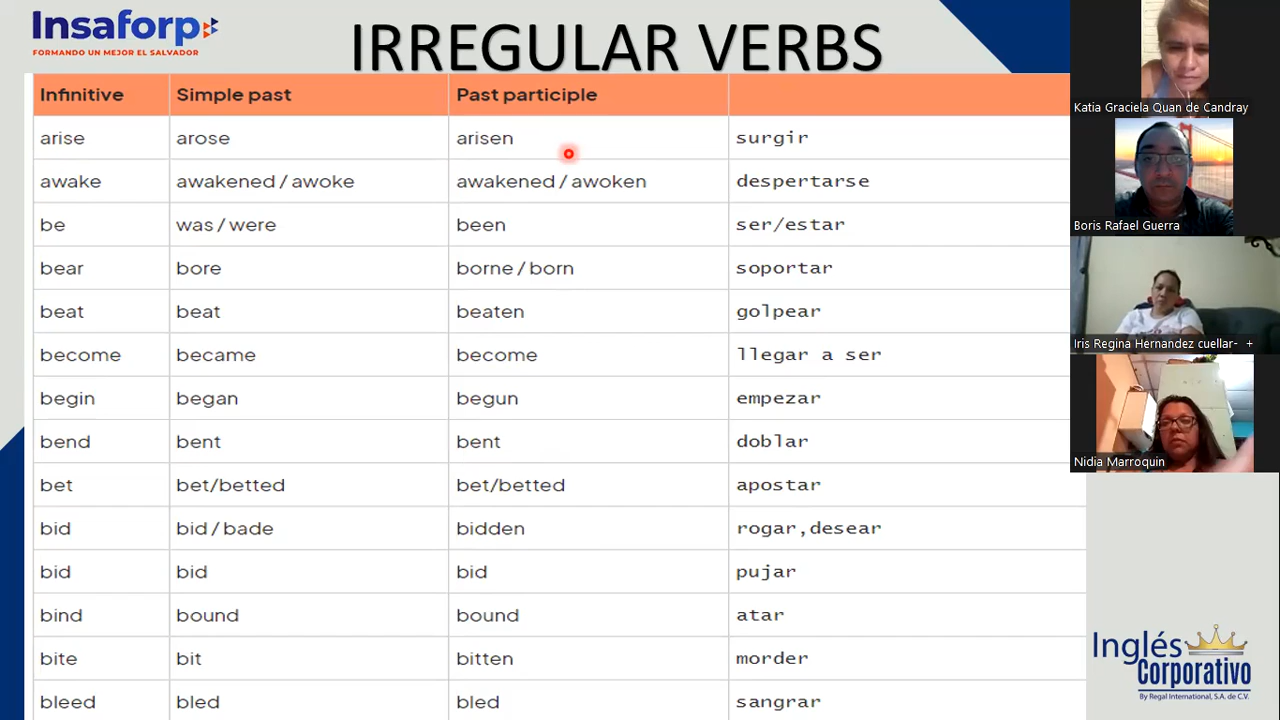 Insaforp
FORMANDO UN MEJOR EL SALVADOR
IRREGULAR VERBS
Infinitive Simple past Past participle
arise arose arisen surgir
awake awakened / awoke awakened / awoken despertarse
be was / were been ser/estar
bear bore borne / born soportar
beat beat beaten golpear
become became become llegar a ser
begin began begun empezar
bend bent bent doblar
bet bet/betted bet/betted apostar
bid bid / bade bidden rogar,desear
bid bid bid pujar
bind bound bound atar
bite bit bitten morder
bleed bled bled sangrar
Katia Graciela Quan de Candray
Boris Rafael Guerra
Iris Regina Hernandez cuellar- +
Nidia Marroquin
Inglés
Corporativo
By Regal International, S.A. de C.V.